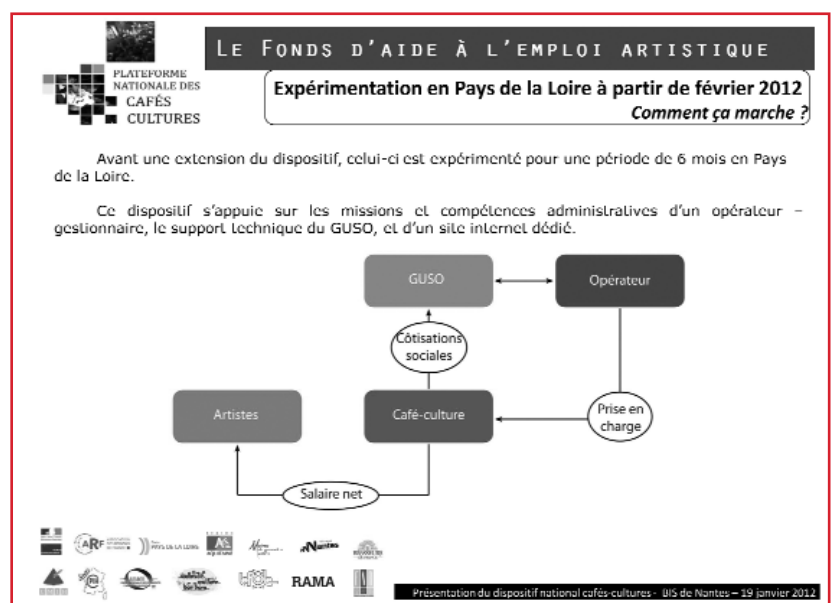 LE FONDS D'AIDE À L'EMPLOI ARTISTIQUE
PLATEFORME
NATIONALE DES
CAFÉS
CULTURES
Expérimentation en Pays de la Loire à partir de février 2012
Comment ça marche ?
Avant une extension du dispositif, celui-ci est expérimenté pour une période de 6 mois en Pays
de la Loire.
Ce dispositif s'appuie sur les missions et compétences administratives d'un opérateur –
gestionnaire, le support technique du GUSO, et d'un site internet dédié.
GUSO
Opérateur
Côtisations
sociales
Artistes
Café-culture
Prise en
charge
Salaire net
ARF
PAYS DE LA LOIRE
Nantes
RAMA
Présentation du dispositif national cafés-cultures - BIS de Nantes – 19 janvier 2012